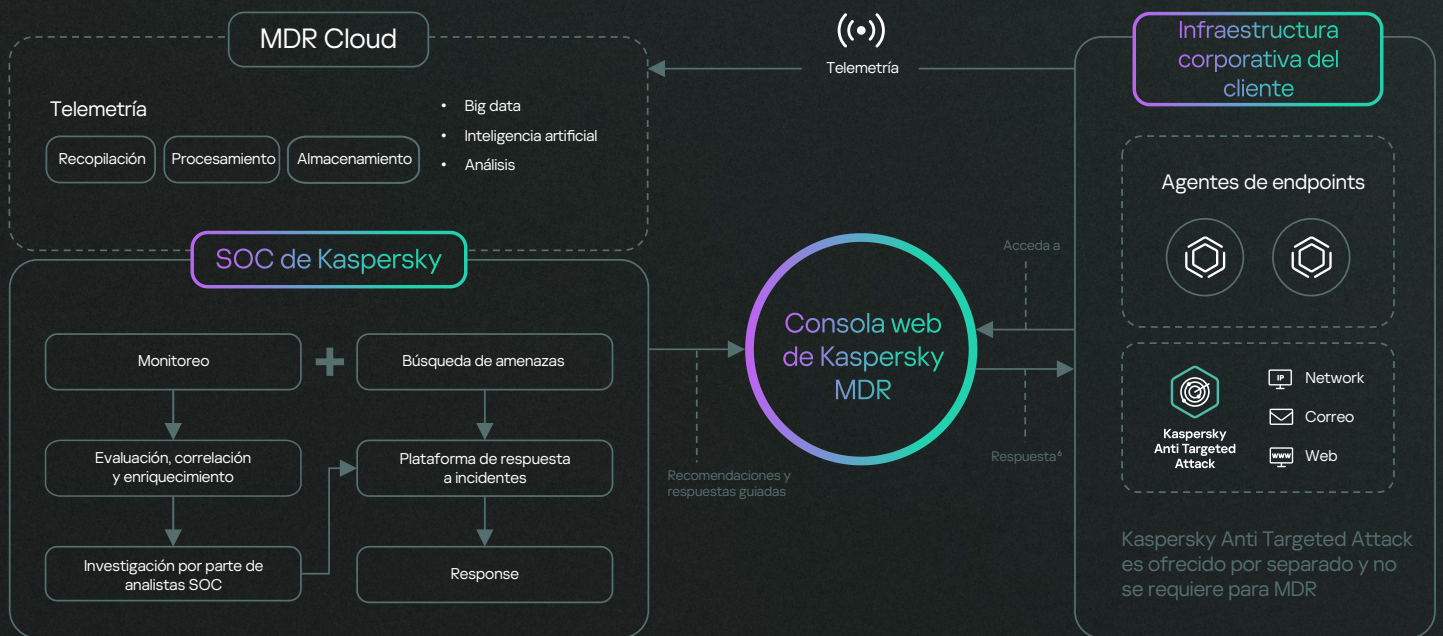 MDR Cloud
Telemetría
Recopilación
Procesamiento
Almacenamiento
• Big data
• Inteligencia artificial
• Análisis
Telemetría
Infraestructura
corporativa del
cliente
Agentes de endpoints
SOC de Kaspersky
Monitoreo
Búsqueda de amenazas
Evaluación, correlación
y enriquecimiento
Plataforma de respuesta
a incidentes
Investigación por parte de
analistas SOC
Response
Recomendaciones y
respuestas guiadas
Consola web
de Kaspersky
MDR
Acceda a
Respuesta⁶
Kaspersky
Anti Targeted
Attack
IP
Network
Correo
www
Web
Kaspersky Anti Targeted Attack
es ofrecido por separado y no
se requiere para MDR